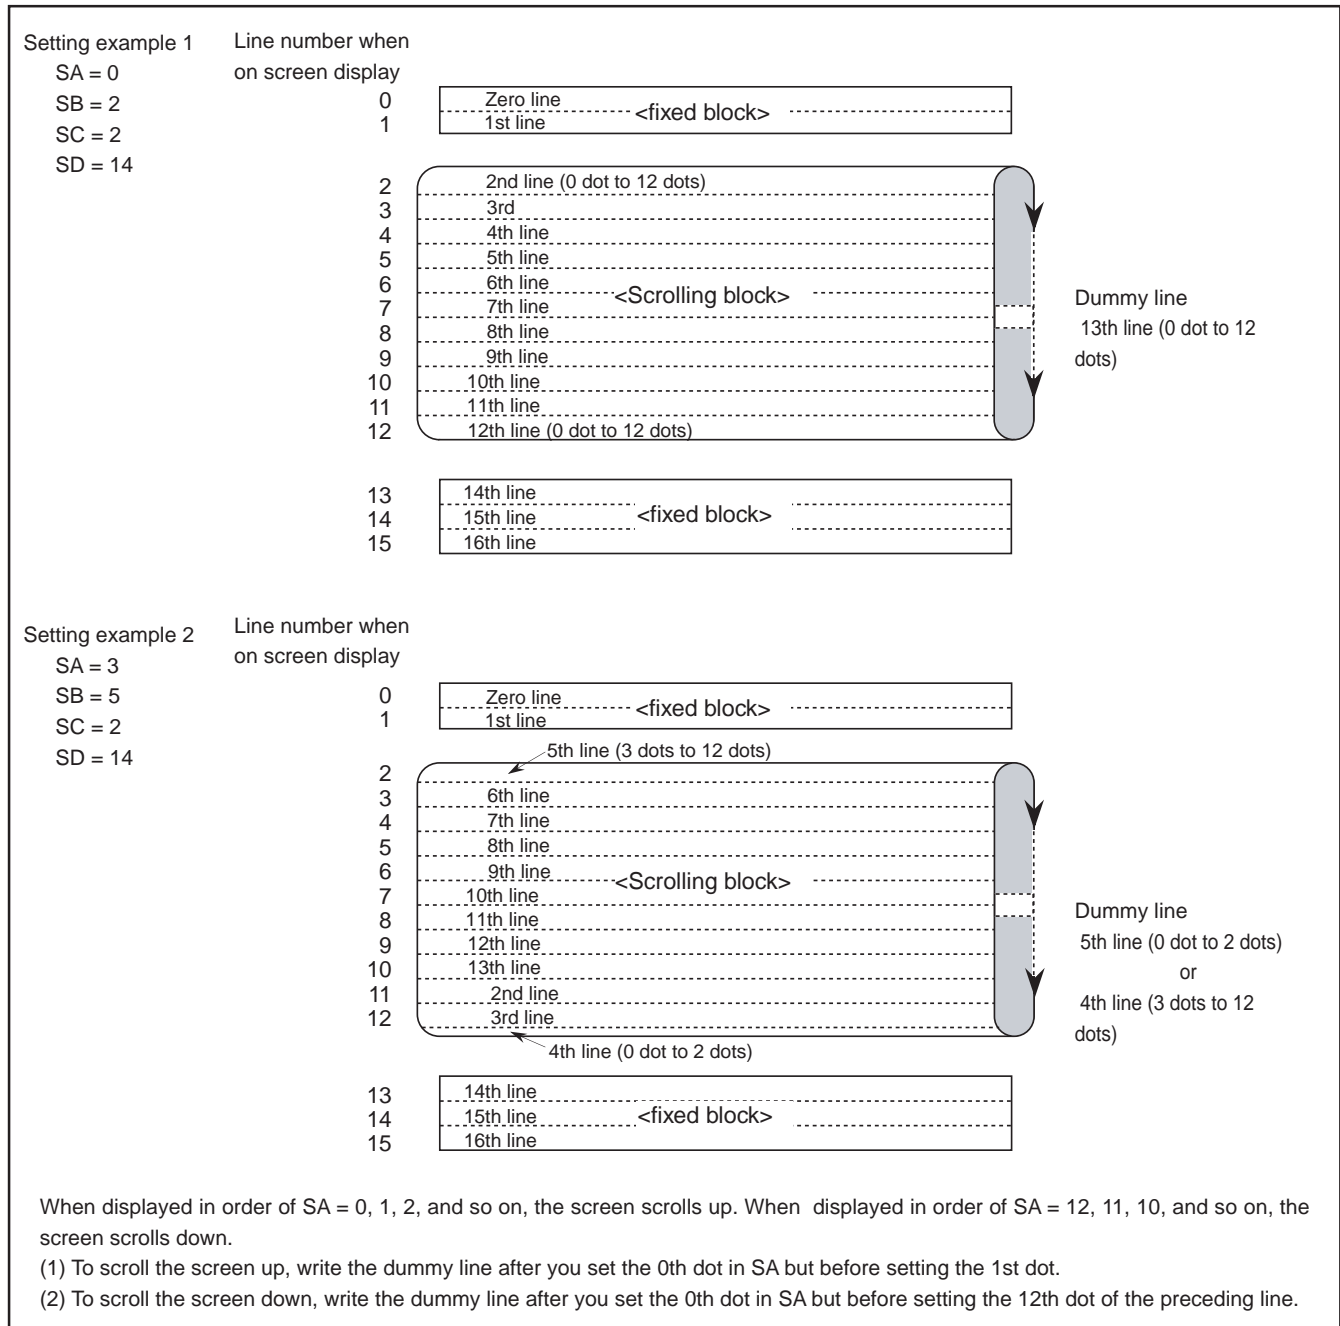 Setting example 1
SA = 0
SB = 2
SC = 2
SD = 14
Line number when
on screen display
0 Zero line
<fixed block>
1 1st line
2 2nd line (0 dot to 12 dots)
3 3rd
4 4th line
5 5th line
6 6th line
<Scrolling block>
7 7th line
8 8th line
9 9th line
10 10th line
11 11th line
12 12th line (0 dot to 12 dots)
Dummy line
13th line (0 dot to 12
dots)
13 14th line
14 15th line <fixed block>
15 16th line
Setting example 2
SA = 3
SB = 5
SC = 2
SD = 14
Line number when
on screen display
0 Zero line
<fixed block>
1 1st line
5th line (3 dots to 12 dots)
2
3 6th line
4 7th line
5 8th line
6 9th line
<Scrolling block>
7 10th line
8 11th line
9 12th line
10 13th line
11 2nd line
12 3rd line
4th line (0 dot to 2 dots)
Dummy line
5th line (0 dot to 2 dots)
or
4th line (3 dots to 12
dots)
13 14th line
14 15th line <fixed block>
15 16th line
When displayed in order of SA = 0, 1, 2, and so on, the screen scrolls up. When displayed in order of SA = 12, 11, 10, and so on, the
screen scrolls down.
(1) To scroll the screen up, write the dummy line after you set the 0th dot in SA but before setting the 1st dot.
(2) To scroll the screen down, write the dummy line after you set the 0th dot in SA but before setting the 12th dot of the preceding line.